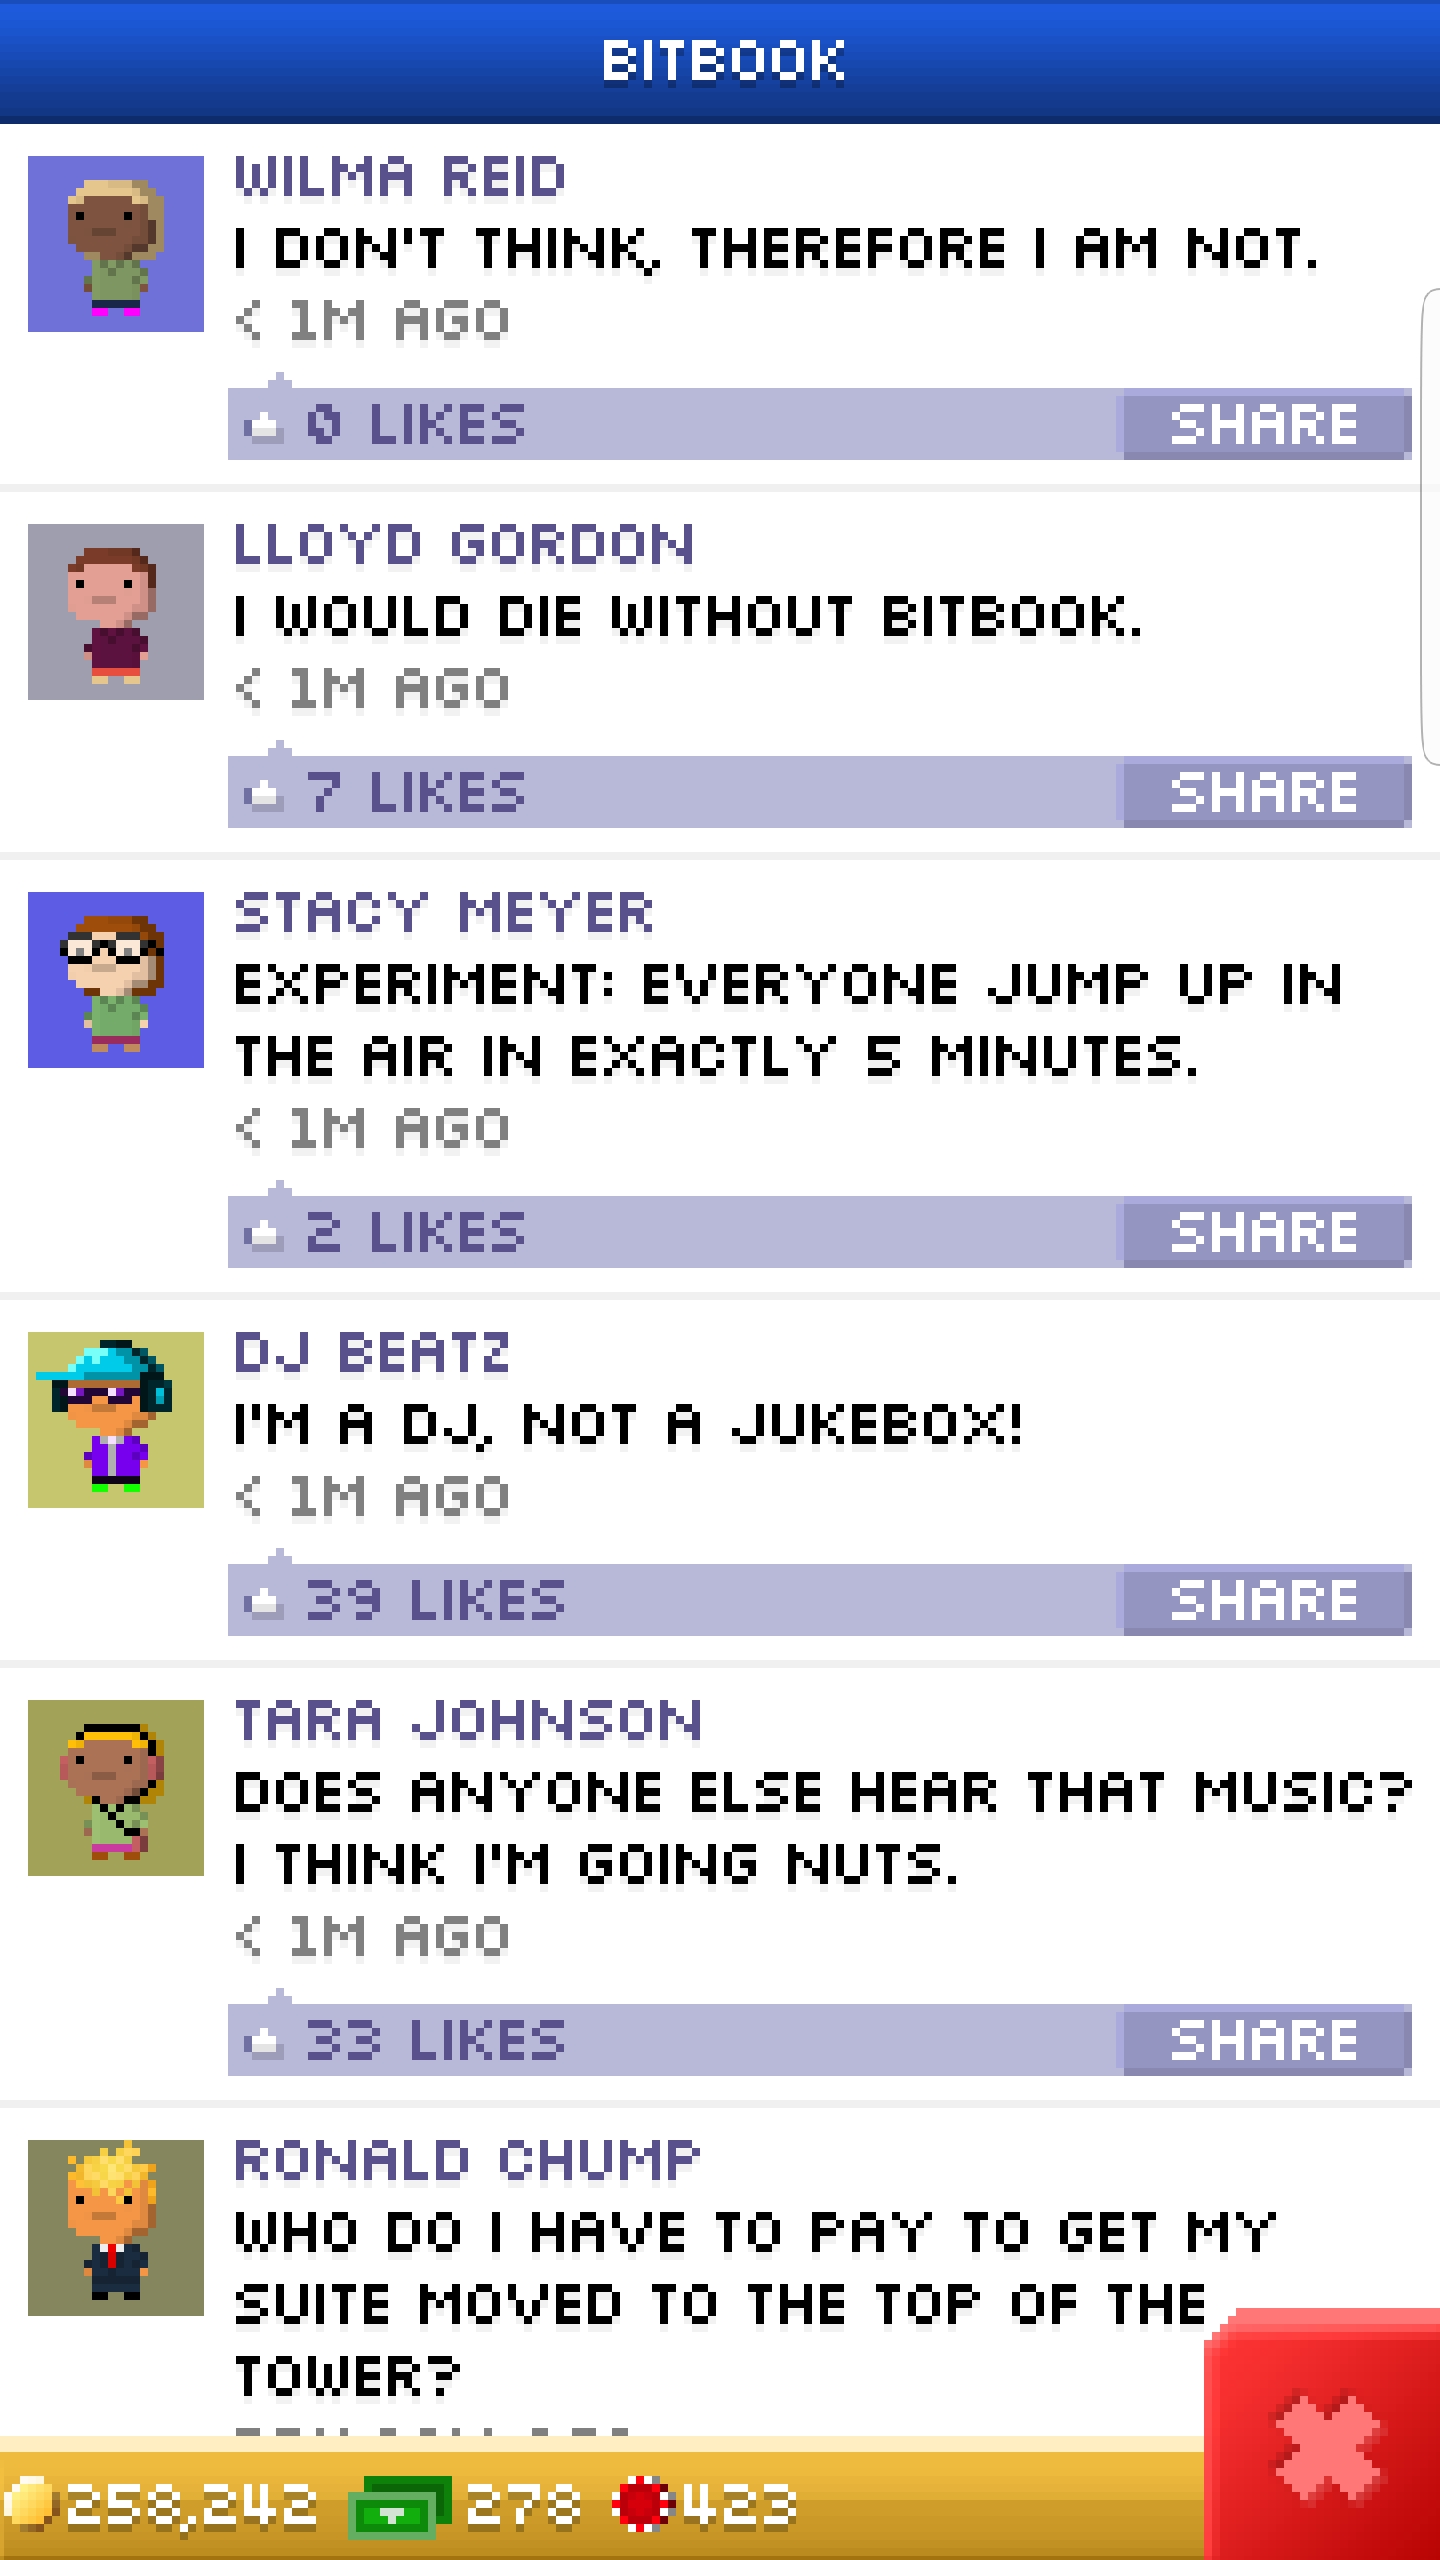 BITBOOK
WILMA REID
I DON'T THINK, THEREFORE I AM NOT.
< 1M AGO
0 LIKES
SHARE
LLOYD GORDON
I WOULD DIE WITHOUT BITBOOK.
< 1M AGO
7 LIKES
SHARE
STACY MEYER
EXPERIMENT: EVERYONE JUMP UP IN
THE AIR IN EXACTLY 5 MINUTES.
< 1M AGO
2 LIKES
SHARE
DJ BEATZ
I'M A DJ, NOT A JUKEBOX!
< 1M AGO
39 LIKES
SHARE
TARA JOHNSON
DOES ANYONE ELSE HEAR THAT MUSIC?
I THINK I'M GOING NUTS.
< 1M AGO
33 LIKES
SHARE
RONALD CHUMP
WHO DO I HAVE TO PAY TO GET MY
SUITE MOVED TO THE TOP OF THE
TOWER?
258,242 278 423